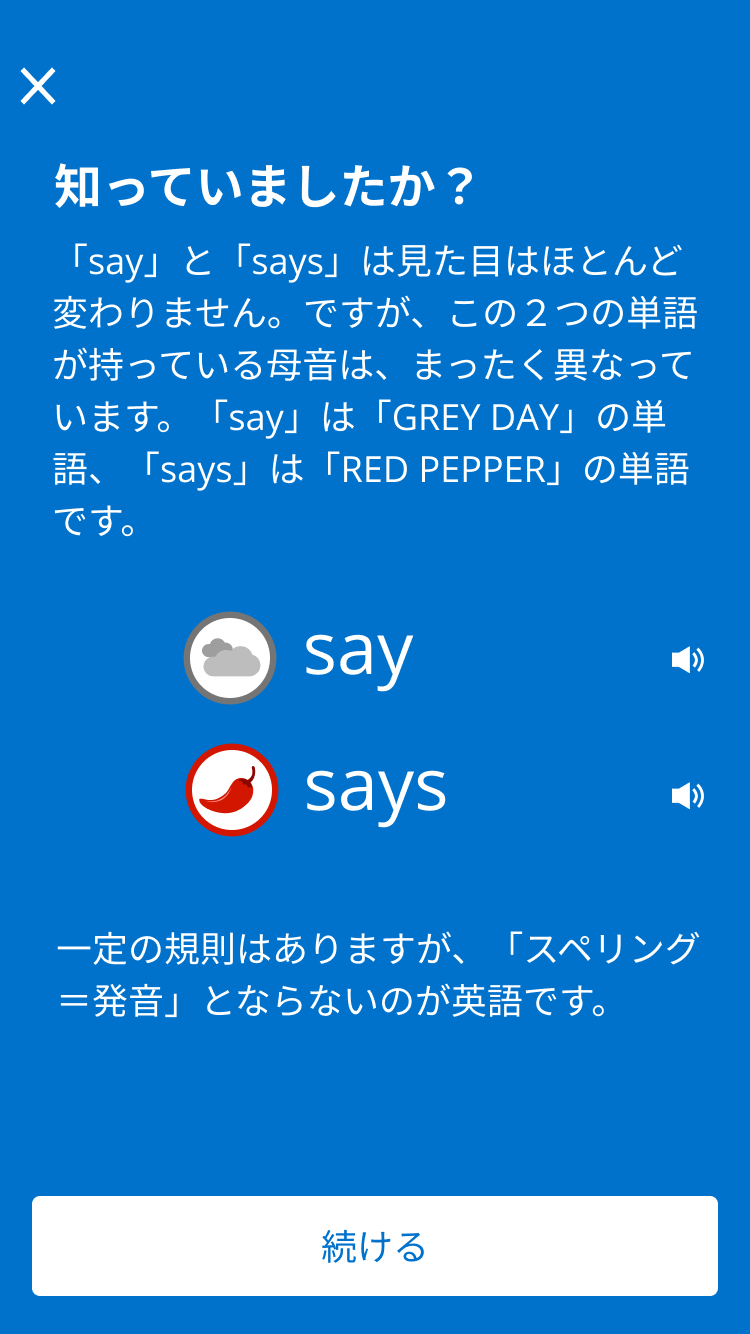 知っていましたか？
「say」と「says」は見た目はほとんど
変わりません。ですが、この２つの単語
が持っている母音は、まったく異なって
います。「say」は「GREY DAY」の単
語、「says」は「RED PEPPER」の単語
です。
say
says
一定の規則はありますが、「スペリング
＝発音」とならないのが英語です。
続ける